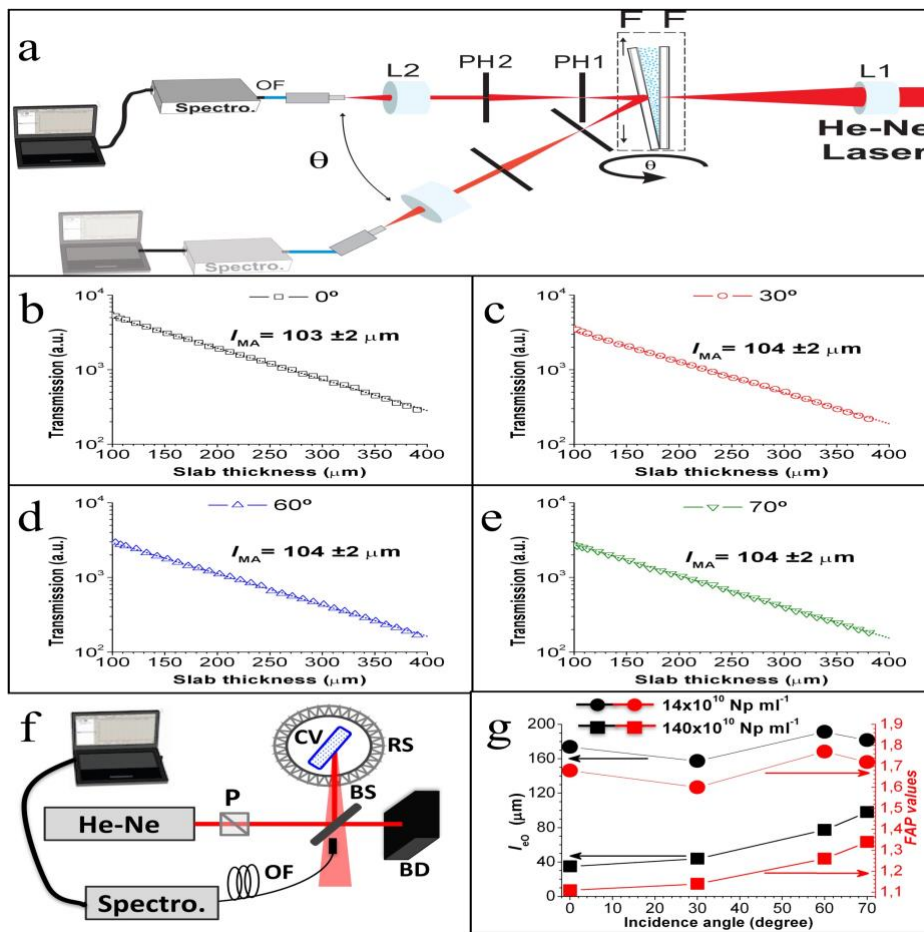 a
F F
L2
PH2
PH1
L1
OF
Spectro.
θ
θ
He-Ne
Laser
Spectro.
b
0º
I_MA = 103 ±2 μm
Transmission (a.u.)
10⁴
10³
10²
100 150 200 250 300 350 400
Slab thickness (μm)
c
30º
I_MA = 104 ±2 μm
Transmission (a.u.)
10⁴
10³
10²
100 150 200 250 300 350 400
Slab thickness (μm)
d
60º
I_MA = 104 ±2 μm
Transmission (a.u.)
10⁴
10³
10²
100 150 200 250 300 350 400
Slab thickness (μm)
e
70º
I_MA = 104 ±2 μm
Transmission (a.u.)
10⁴
10³
10²
100 150 200 250 300 350 400
Slab thickness (μm)
f
CV
RS
P
BS
He-Ne
OF
BD
Spectro.
g
14x10¹⁰ Np ml⁻¹
140x10¹⁰ Np ml⁻¹
I_eO (μm)
200
160
120
80
40
0
1,9
1,8
1,7
1,6
1,5
1,4
1,3
1,2
1,1
FAP values
0 10 20 30 40 50 60 70
Incidence angle (degree)